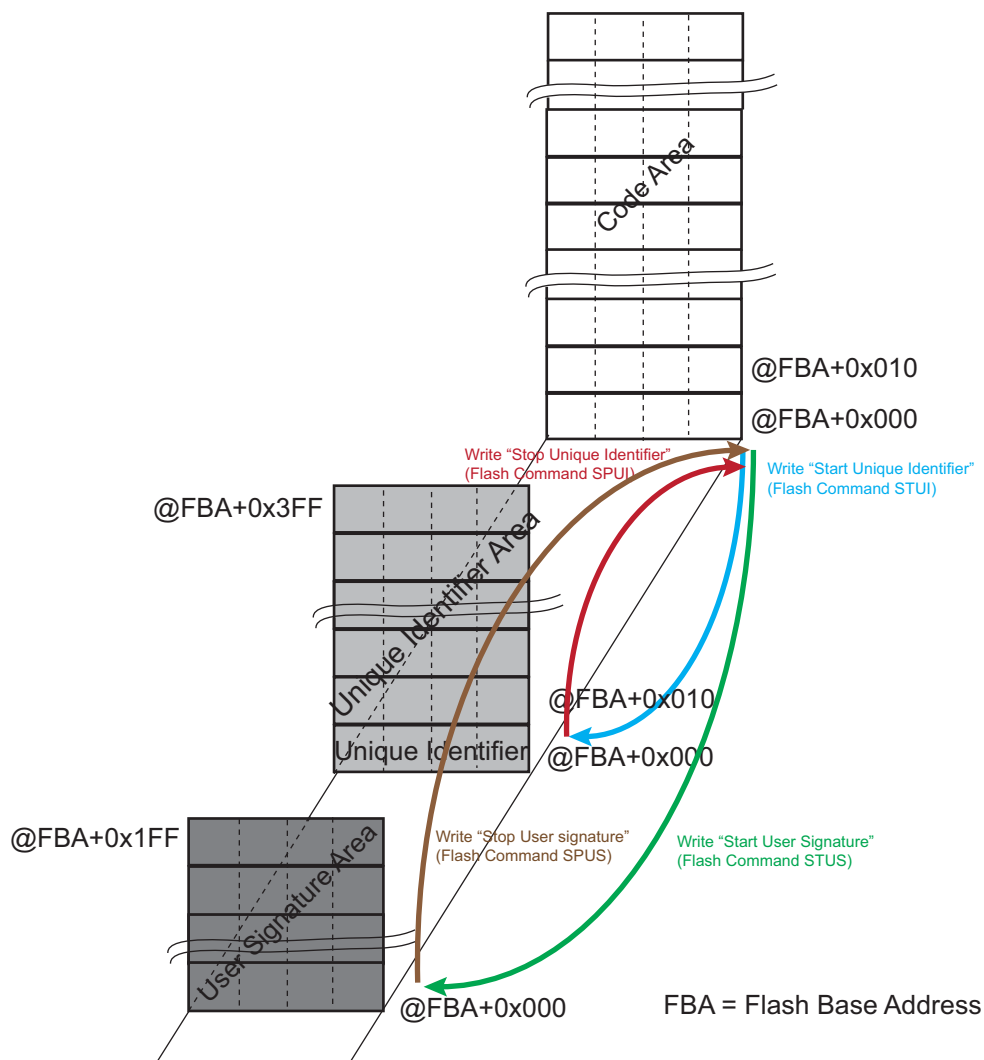 Code Area
@FBA+0x010
@FBA+0x000
Write “Stop Unique Identifier”
(Flash Command SPUI)
Write “Start Unique Identifier”
(Flash Command STUI)
@FBA+0x3FF
Unique Identifier Area
@FBA+0x010
Unique Identifier
@FBA+0x000
@FBA+0x1FF
User Signature Area
Write “Stop User signature”
(Flash Command SPUS)
Write “Start User Signature”
(Flash Command STUS)
@FBA+0x000
FBA = Flash Base Address